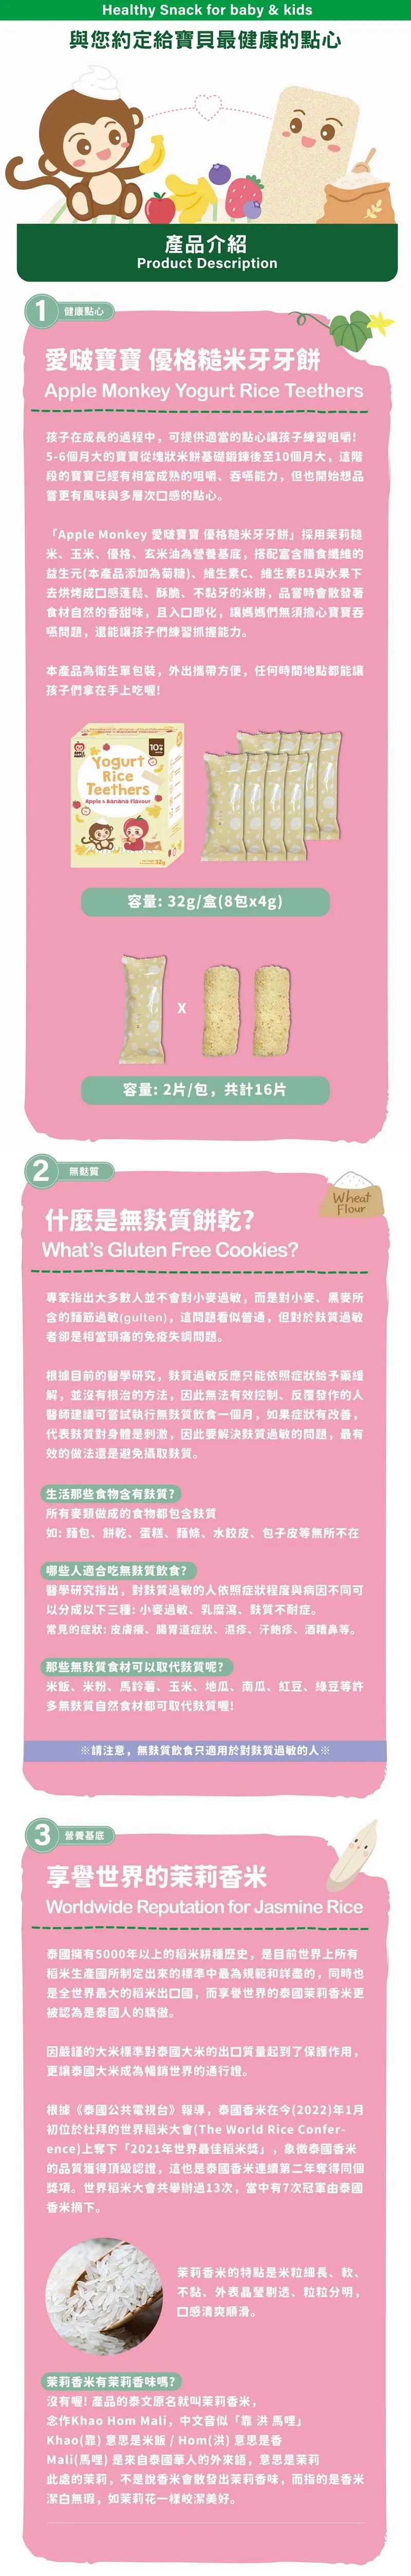 Healthy Snack for baby & kids
與您約定給寶貝最健康的點心
產品介紹
Product Description
1 健康點心
愛啵寶寶 優格糙米牙牙餅
Apple Monkey Yogurt Rice Teethers
孩子在成長的過程中，可提供適當的點心讓孩子練習咀嚼!
5-6個月大的寶寶從塊狀米餅基礎鍛鍊後至10個月大，這階
段的寶寶已經有相當成熟的咀嚼、吞嚥能力，但也開始想品
嘗更有風味與多層次口感的點心。
「Apple Monkey 愛啵寶寶 優格糙米牙牙餅」採用茉莉糙
米、玉米、優格、玄米油為營養基底，搭配富含膳食纖維的
益生元(本產品添加為菊糖)、維生素C、維生素B1與水果下
去烘烤成口感蓬鬆、酥脆、不黏牙的米餅，品嘗時會散發著
食材自然的香甜味，且入口即化，讓媽媽們無須擔心寶寶吞
嚥問題，還能讓孩子們練習抓握能力。
本產品為衛生單包裝，外出攜帶方便，任何時間地點都能讓
孩子們拿在手上吃喔!
Yogurt
Rice
Teethers
Apple & Banana Flavour
32g
容量: 32g/盒(8包x4g)
X
容量: 2片/包，共計16片
2 無麩質
Wheat
Flour
什麼是無麩質餅乾?
What's Gluten Free Cookies?
專家指出大多數人並不會對小麥過敏，而是對小麥、黑麥所
含的麵筋過敏(gulten)，這問題看似普通，但對於麩質過敏
者卻是相當頭痛的免疫失調問題。
根據目前的醫學研究，麩質過敏反應只能依照症狀給予藥緩
解，並沒有根治的方法，因此無法有效控制、反覆發作的人
醫師建議可嘗試執行無麩質飲食一個月，如果症狀有改善，
代表麩質對身體是刺激，因此要解決麩質過敏的問題，最有
效的做法還是避免攝取麩質。
生活那些食物含有麩質?
所有麥類做成的食物都包含麩質
如: 麵包、餅乾、蛋糕、麵條、水餃皮、包子皮等無所不在
哪些人適合吃無麩質飲食?
醫學研究指出，對麩質過敏的人依照症狀程度與病因不同可
以分成以下三種: 小麥過敏、乳糜瀉、麩質不耐症。
常見的症狀: 皮膚癢、腸胃道症狀、濕疹、汗皰疹、酒糟鼻等。
那些無麩質食材可以取代麩質呢?
米飯、米粉、馬鈴薯、玉米、地瓜、南瓜、紅豆、綠豆等許
多無麩質自然食材都可取代麩質喔!
※請注意，無麩質飲食只適用於對麩質過敏的人※
3 營養基底
享譽世界的茉莉香米
Worldwide Reputation for Jasmine Rice
泰國擁有5000年以上的稻米耕種歷史，是目前世界上所有
稻米生產國所制定出來的標準中最為規範和詳盡的，同時也
是全世界最大的稻米出口國，而享譽世界的泰國茉莉香米更
被認為是泰國人的驕傲。
因嚴謹的大米標準對泰國大米的出口質量起到了保護作用，
更讓泰國大米成為暢銷世界的通行證。
根據《泰國公共電視台》報導，泰國香米在今(2022)年1月
初位於杜拜的世界稻米大會(The World Rice Confer-
ence)上奪下「2021年世界最佳稻米獎」，象徵泰國香米
的品質獲得頂級認證，這也是泰國香米連續第二年奪得同個
獎項。世界稻米大會共舉辦過13次，當中有7次冠軍由泰國
香米摘下。
茉莉香米的特點是米粒細長、軟、
不黏、外表晶瑩剔透、粒粒分明，
口感清爽順滑。
茉莉香米有茉莉香味嗎?
沒有喔! 產品的泰文原名就叫茉莉香米，
念作Khao Hom Mali，中文音似「靠 洪 馬哩」
Khao(靠) 意思是米飯 / Hom(洪) 意思是香
Mali(馬哩) 是來自泰國華人的外來語，意思是茉莉
此處的茉莉，不是說香米會散發出茉莉香味，而指的是香米
潔白無瑕，如茉莉花一樣皎潔美好。